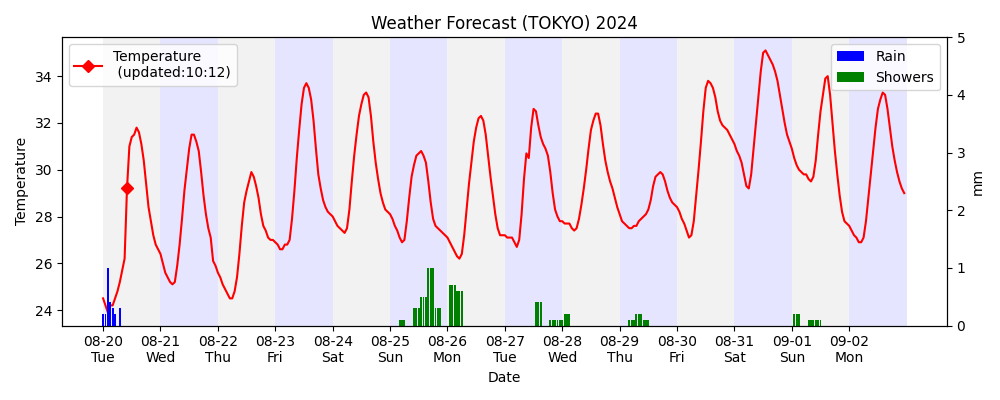 Weather Forecast (TOKYO) 2024
Temperature
(updated:10:12)
Rain
Showers
Temperature
34
32
30
28
26
24
5
4
3
2
1
0
mm
08-20 08-21 08-22 08-23 08-24 08-25 08-26 08-27 08-28 08-29 08-30 08-31 09-01 09-02
Tue Wed Thu Fri Sat Sun Mon Tue Wed Thu Fri Sat Sun Mon
Date